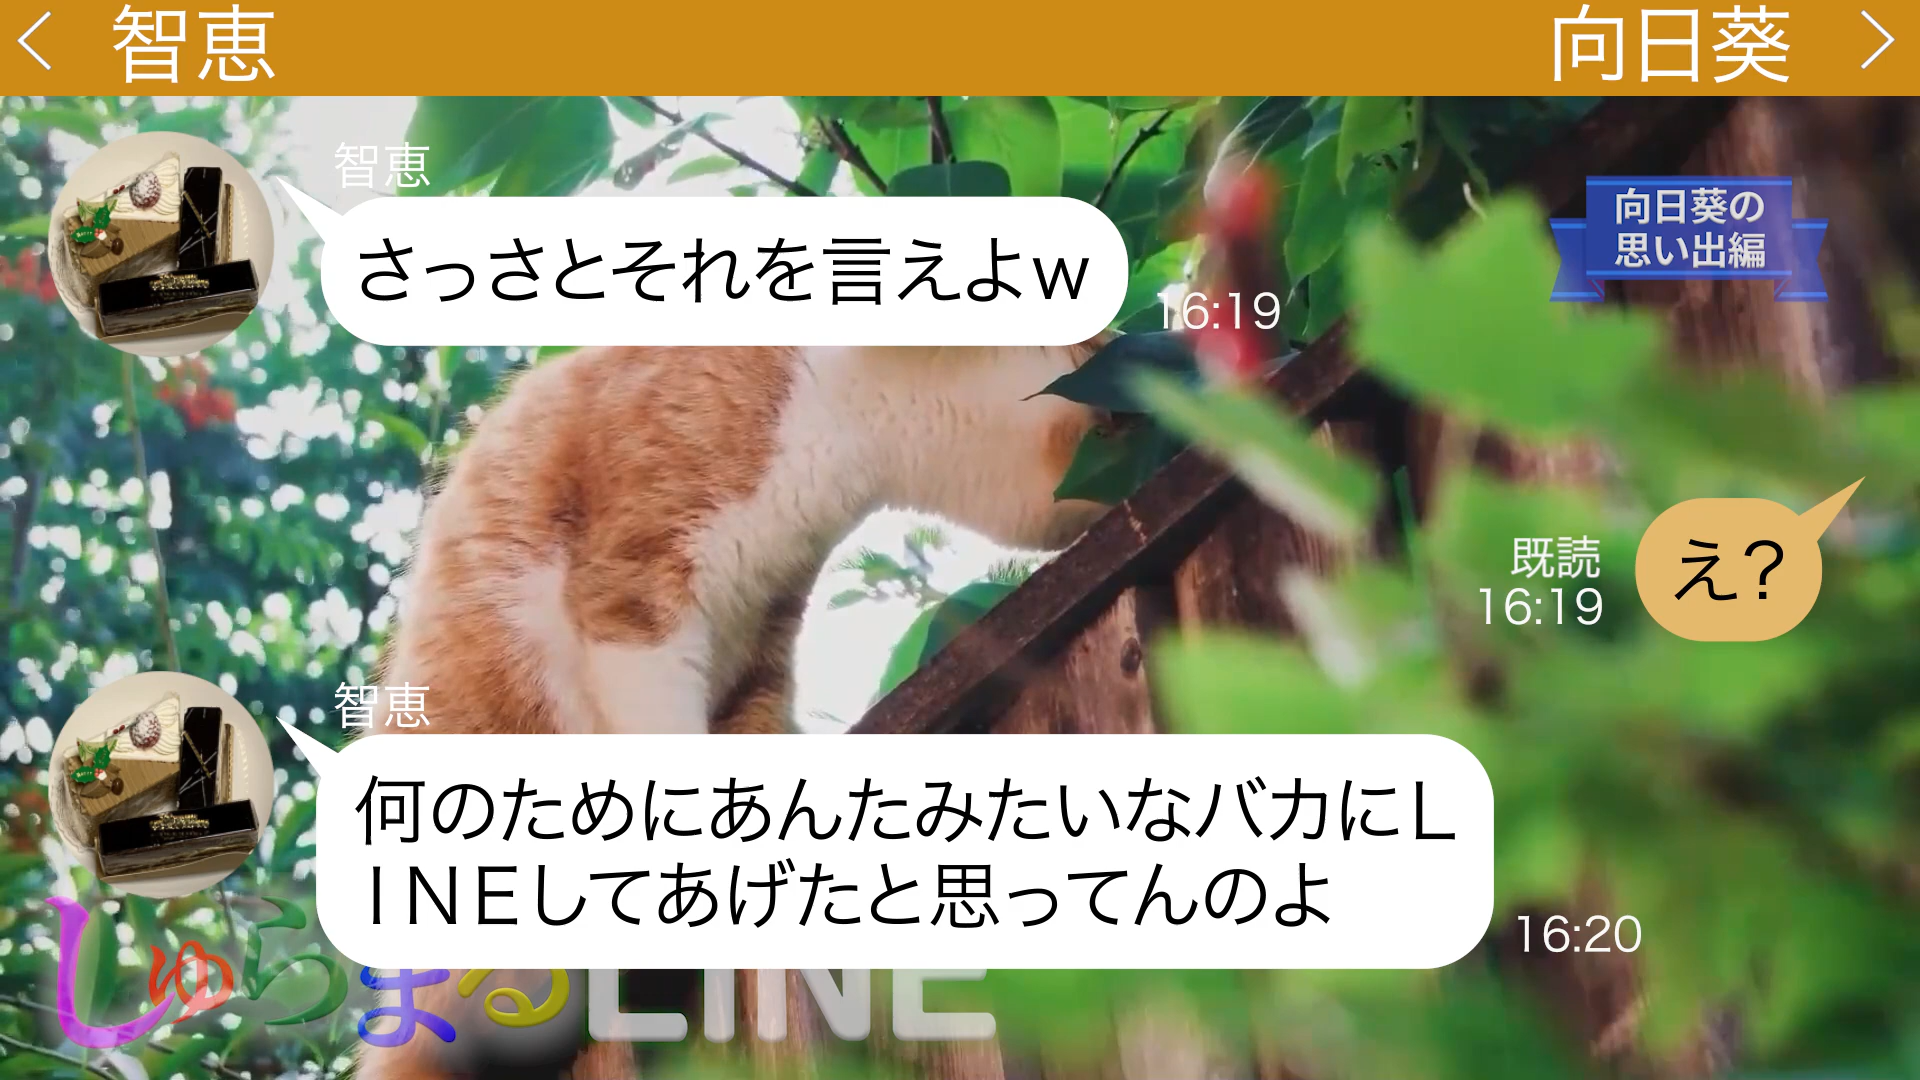 智恵
向日葵
智恵
さっさとそれを言えよw
16:19
向日葵の
思い出編
え?
既読
16:19
智恵
何のためにあんたみたいなバカにL
INEしてあげたと思ってんのよ
16:20
しゅらまるLINE